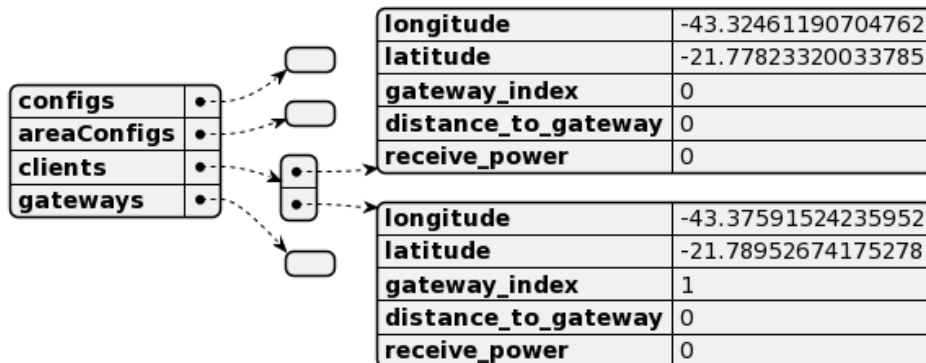 configs
areaConfigs
clients
gateways
longitude -43.32461190704762
latitude -21.77823320033785
gateway_index 0
distance_to_gateway 0
receive_power 0
longitude -43.37591524235952
latitude -21.78952674175278
gateway_index 1
distance_to_gateway 0
receive_power 0